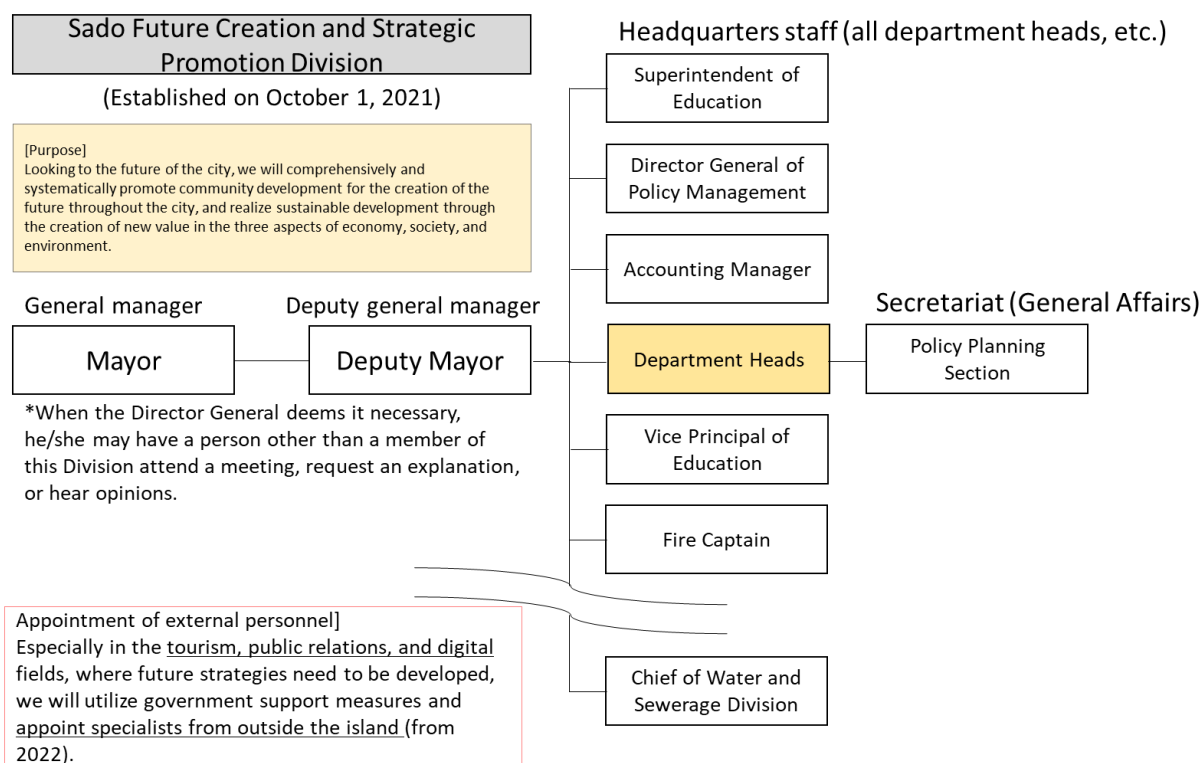 Sado Future Creation and Strategic
Promotion Division
(Established on October 1, 2021)
[Purpose]
Looking to the future of the city, we will comprehensively and
systematically promote community development for the creation of the
future throughout the city, and realize sustainable development through
the creation of new value in the three aspects of economy, society, and
environment.
General manager
Mayor
Deputy general manager
Deputy Mayor
*When the Director General deems it necessary,
he/she may have a person other than a member of
this Division attend a meeting, request an explanation,
or hear opinions.
Headquarters staff (all department heads, etc.)
Superintendent of
Education
Director General of
Policy Management
Accounting Manager
Department Heads
Secretariat (General Affairs)
Policy Planning
Section
Vice Principal of
Education
Fire Captain
Chief of Water and
Sewerage Division
Appointment of external personnel]
Especially in the tourism, public relations, and digital
fields, where future strategies need to be developed,
we will utilize government support measures and
appoint specialists from outside the island (from
2022).